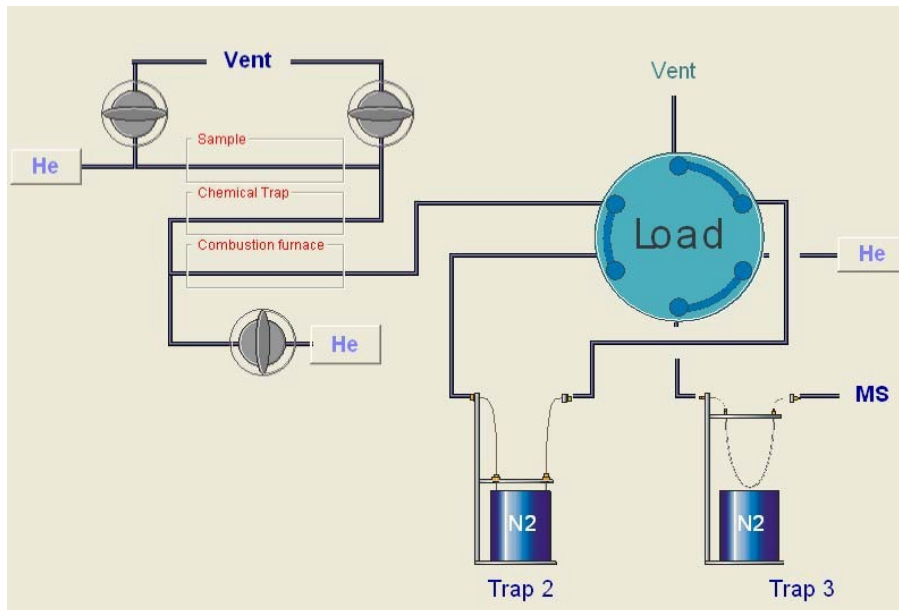 Vent
Vent
Sample
He
Chemical Trap
Load
Combustion furnace
He
He
MS
N2
N2
Trap 2
Trap 3